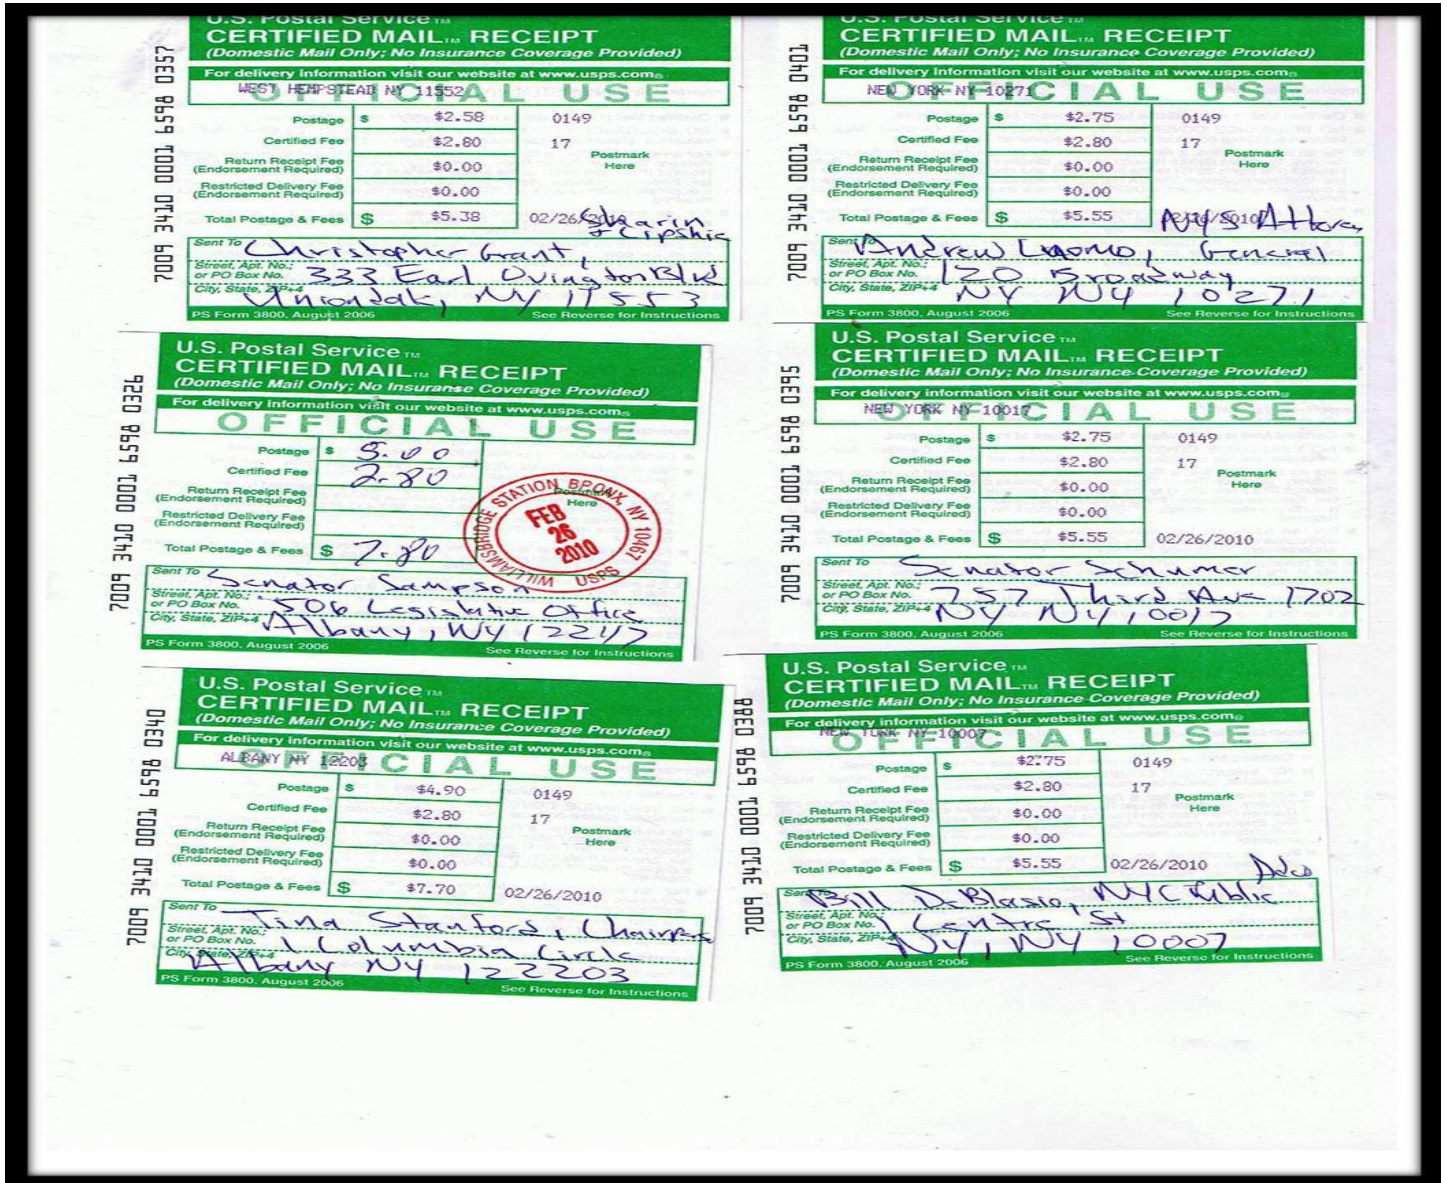 U.S. Postal Service TM
CERTIFIED MAIL TM RECEIPT
(Domestic Mail Only; No Insurance Coverage Provided)
For delivery information visit our website at www.usps.com®
OFFICIAL USE
WEST HEMPSTEAD NY 11552
Postage $ $2.58 0149
Certified Fee $2.80 17
Return Receipt Fee (Endorsement Required) $0.00
Postmark Here
Restricted Delivery Fee (Endorsement Required) $0.00
Total Postage & Fees $ $5.38 02/26/2010
Sent To Christopher Grant,
Street, Apt. No.; or PO Box No. 333 Earl Ovington Blvd
City, State, ZIP+4 Uniondale, NY 11553
PS Form 3800, August 2006 See Reverse for Instructions
7009 3410 0001 6598 0357
U.S. Postal Service TM
CERTIFIED MAIL TM RECEIPT
(Domestic Mail Only; No Insurance Coverage Provided)
For delivery information visit our website at www.usps.com®
OFFICIAL USE
NEW YORK NY 10271
Postage $ $2.75 0149
Certified Fee $2.80 17
Return Receipt Fee (Endorsement Required) $0.00
Postmark Here
Restricted Delivery Fee (Endorsement Required) $0.00
Total Postage & Fees $ $5.55 02/26/2010
NYS
Sent To Andrew Cuomo, General
Street, Apt. No.; or PO Box No. 120 Broadway
City, State, ZIP+4 NY NY 10271
PS Form 3800, August 2006 See Reverse for Instructions
7009 3410 0001 6598 0401
U.S. Postal Service TM
CERTIFIED MAIL TM RECEIPT
(Domestic Mail Only; No Insurance Coverage Provided)
For delivery information visit our website at www.usps.com®
OFFICIAL USE
Postage $ 5.00
Certified Fee 2.80
Return Receipt Fee (Endorsement Required)
Postmark Here
Restricted Delivery Fee (Endorsement Required)
Total Postage & Fees $ 7.80
WILLIAMSBRIDGE STATION BRONX, NY 10467
FEB 26 2010
USPS
Sent To Senator Sampson
Street, Apt. No.; or PO Box No. 506 Legislative Office
City, State, ZIP+4 Albany, NY 12247
PS Form 3800, August 2006 See Reverse for Instructions
7009 3410 0001 6598 0326
U.S. Postal Service TM
CERTIFIED MAIL TM RECEIPT
(Domestic Mail Only; No Insurance Coverage Provided)
For delivery information visit our website at www.usps.com®
OFFICIAL USE
NEW YORK NY 10017
Postage $ $2.75 0149
Certified Fee $2.80 17
Return Receipt Fee (Endorsement Required) $0.00
Postmark Here
Restricted Delivery Fee (Endorsement Required) $0.00
Total Postage & Fees $ $5.55 02/26/2010
Sent To Senator Schumer
Street, Apt. No.; or PO Box No. 757 Third Ave 1702
City, State, ZIP+4 NY NY 10017
PS Form 3800, August 2006 See Reverse for Instructions
7009 3410 0001 6598 0395
U.S. Postal Service TM
CERTIFIED MAIL TM RECEIPT
(Domestic Mail Only; No Insurance Coverage Provided)
For delivery information visit our website at www.usps.com®
OFFICIAL USE
ALBANY NY 12203
Postage $ $4.90 0149
Certified Fee $2.80 17
Return Receipt Fee (Endorsement Required) $0.00
Postmark Here
Restricted Delivery Fee (Endorsement Required) $0.00
Total Postage & Fees $ $7.70 02/26/2010
Sent To Tina Stanford,
Street, Apt. No.; or PO Box No. 1 Columbia Circle
City, State, ZIP+4 Albany NY 122203
PS Form 3800, August 2006 See Reverse for Instructions
7009 3410 0001 6598 0340
U.S. Postal Service TM
CERTIFIED MAIL TM RECEIPT
(Domestic Mail Only; No Insurance Coverage Provided)
For delivery information visit our website at www.usps.com®
OFFICIAL USE
NEW YORK NY 10007
Postage $ $2.75 0149
Certified Fee $2.80 17
Return Receipt Fee (Endorsement Required) $0.00
Postmark Here
Restricted Delivery Fee (Endorsement Required) $0.00
Total Postage & Fees $ $5.55 02/26/2010
Sent To Bill DeBlasio, NYC Public
Street, Apt. No.; or PO Box No. 1 Centre St
City, State, ZIP+4 NY, NY 10007
PS Form 3800, August 2006 See Reverse for Instructions
7009 3410 0001 6598 0388